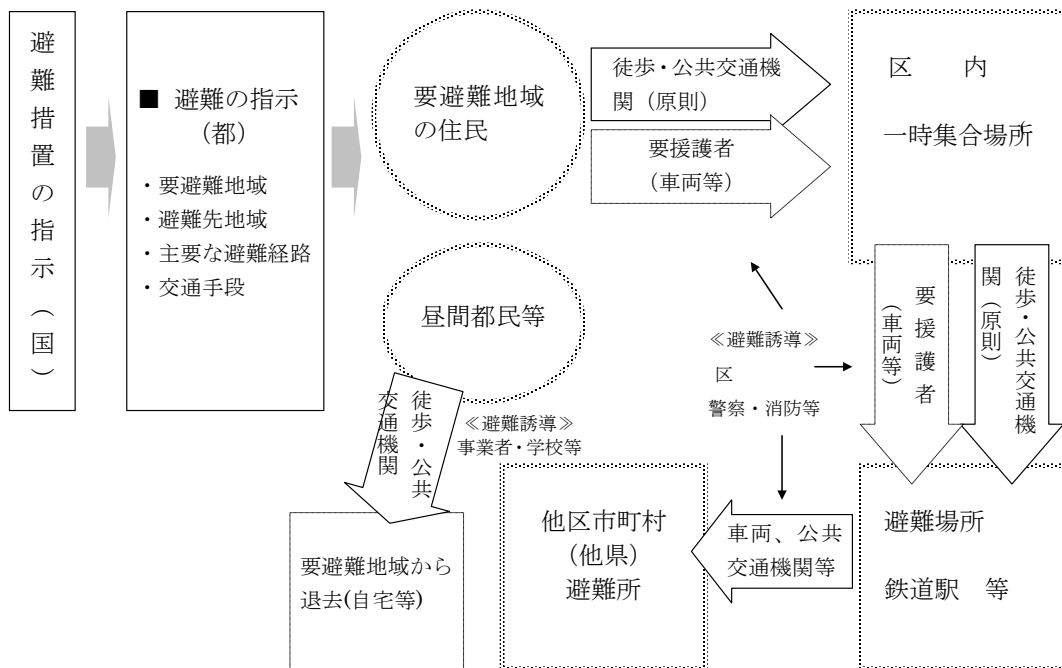 避難措置の指示（国）
■ 避難の指示
（都）
・要避難地域
・避難先地域
・主要な避難経路
・交通手段
要避難地域
の住民
徒歩・公共交通機
関（原則）
要援護者
（車両等）
区　　内
一時集合場所
昼間都民等
徒歩・公共
交通機関
≪避難誘導≫
事業者・学校等
要避難地域から
退去(自宅等)
≪避難誘導≫
区
警察・消防等
要援護者
（車両等）
徒歩・公共交通機
関（原則）
避難場所
鉄道駅　等
車両、公共
交通機関等
他区市町村
（他県）
避難所